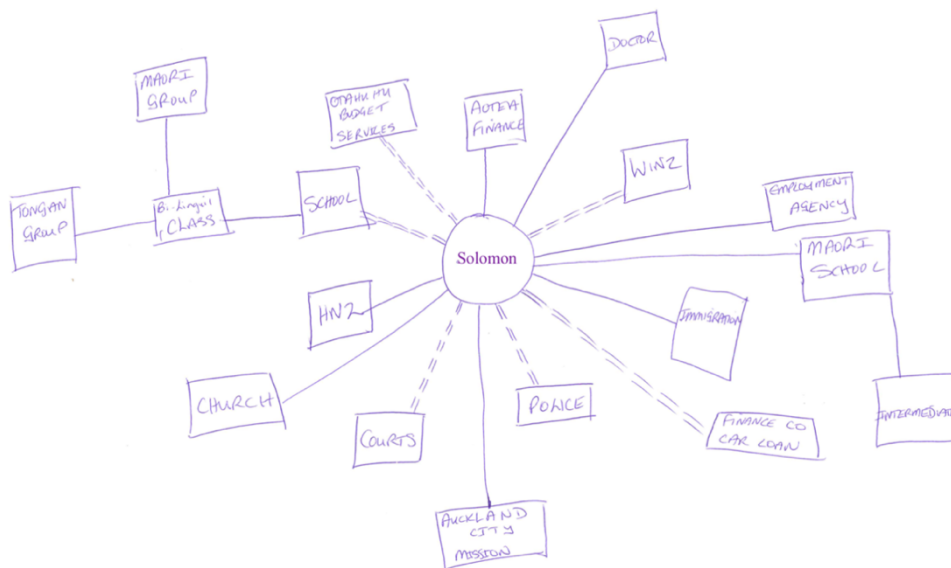 DOCTOR
MAORI
GROUP
OTAHUHU
BUDGET
SERVICES
AOTEA
FINANCE
WINZ
EMPLOYMENT
AGENCY
TONGAN
GROUP
Bi-Lingual
CLASS
SCHOOL
Solomon
MAORI
SCHOOL
HNZ
IMMIGRATION
CHURCH
COURTS
POLICE
FINANCE CO
CAR LOAN
INTERMEDIATE
AUCKLAND
CITY
MISSION